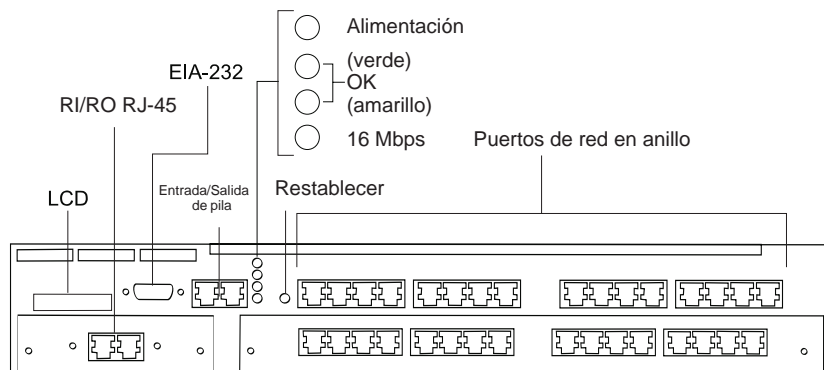 Alimentación
(verde)
EIA-232
OK
(amarillo)
RI/RO RJ-45
16 Mbps
Puertos de red en anillo
LCD
Entrada/Salida
de pila
Restablecer